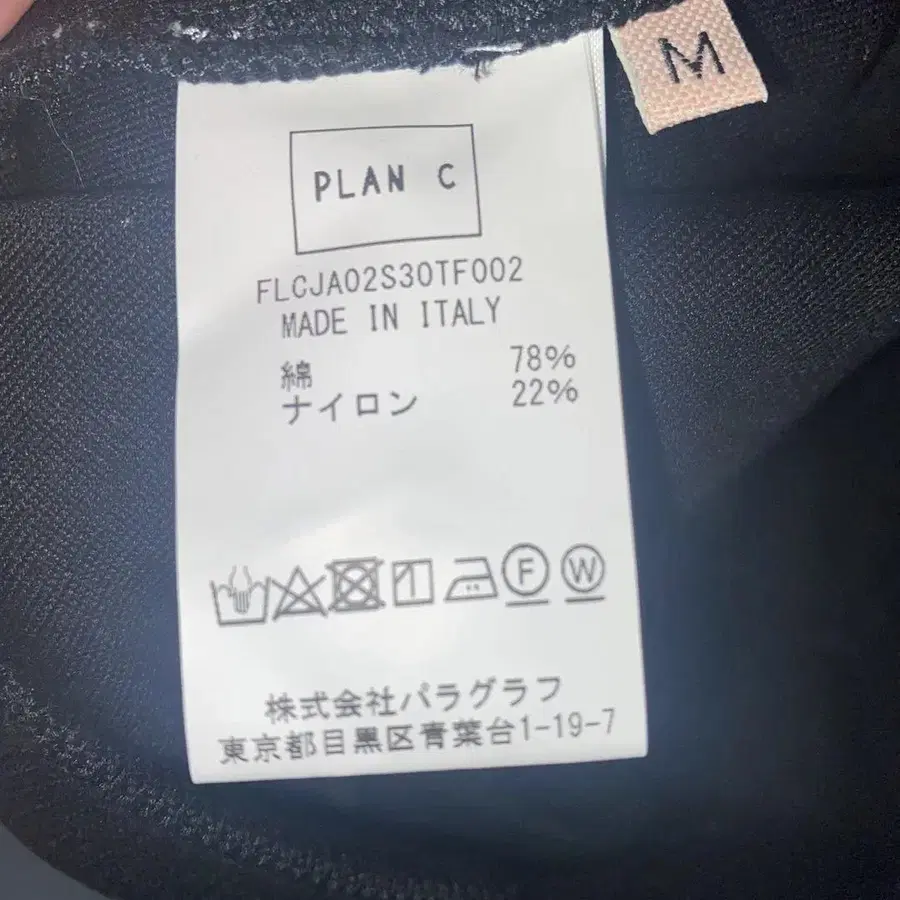 M
PLAN C
FLCJA02S30TF002
MADE IN ITALY
綿 78%
ナイロン 22%
F W
株式会社パラグラフ
東京都目黒区青葉台1-19-7